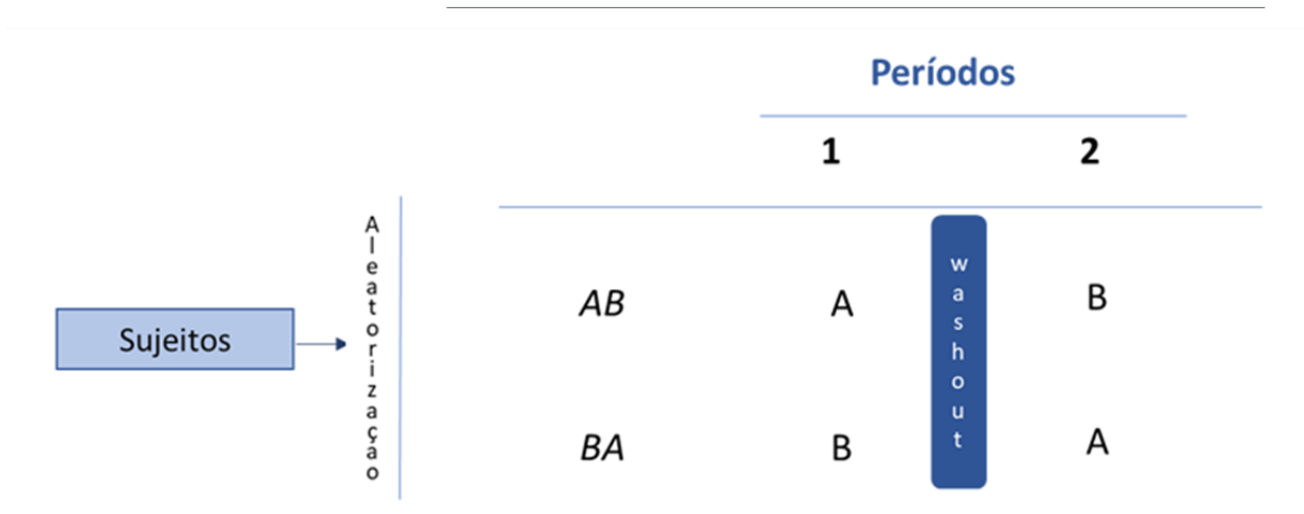 Períodos
1 2
Aleatorização
washout
AB A B
Sujeitos
BA B A